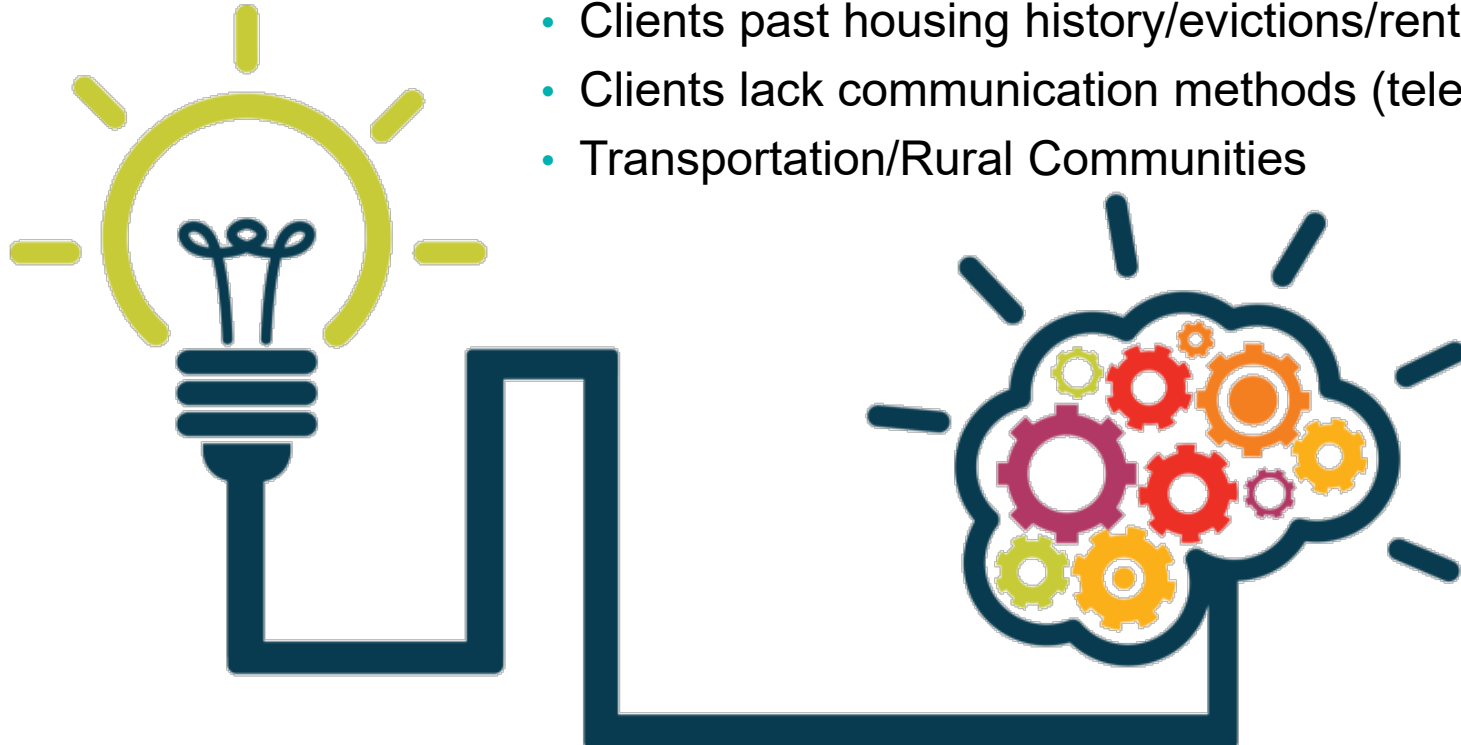 • Clients past housing history/evictions/rent
• Clients lack communication methods (tele
• Transportation/Rural Communities